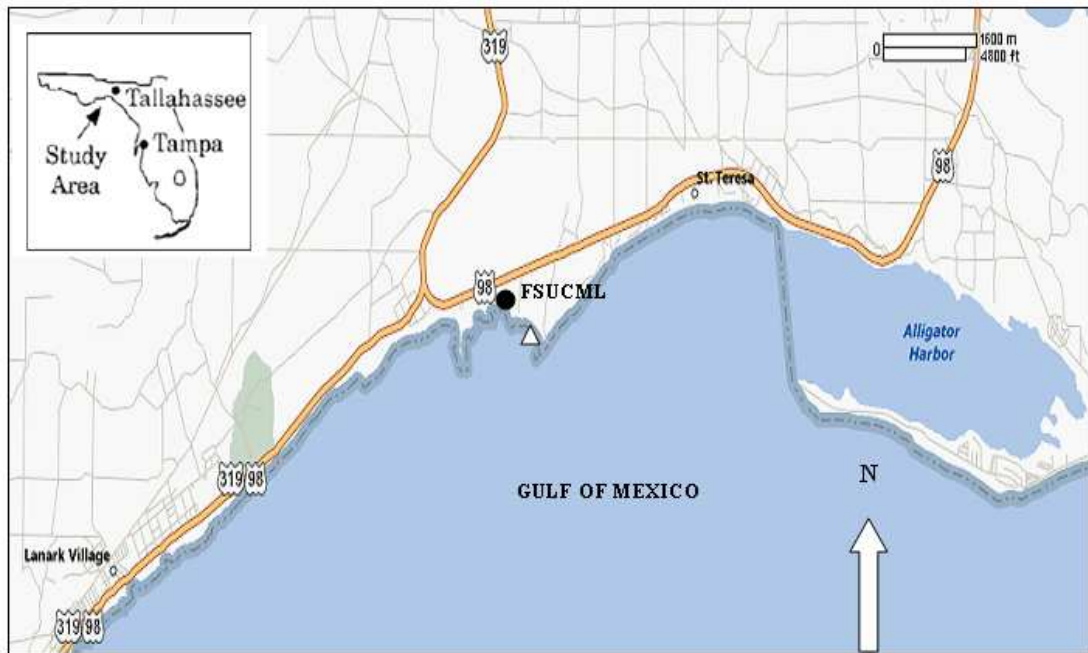 319
0
1600 m
4800 ft
Tallahassee
Tampa
Study
Area
98
St. Teresa
98
FSUCML
Alligator
Harbor
319 98
GULF OF MEXICO
N
Lanark Village
319 98